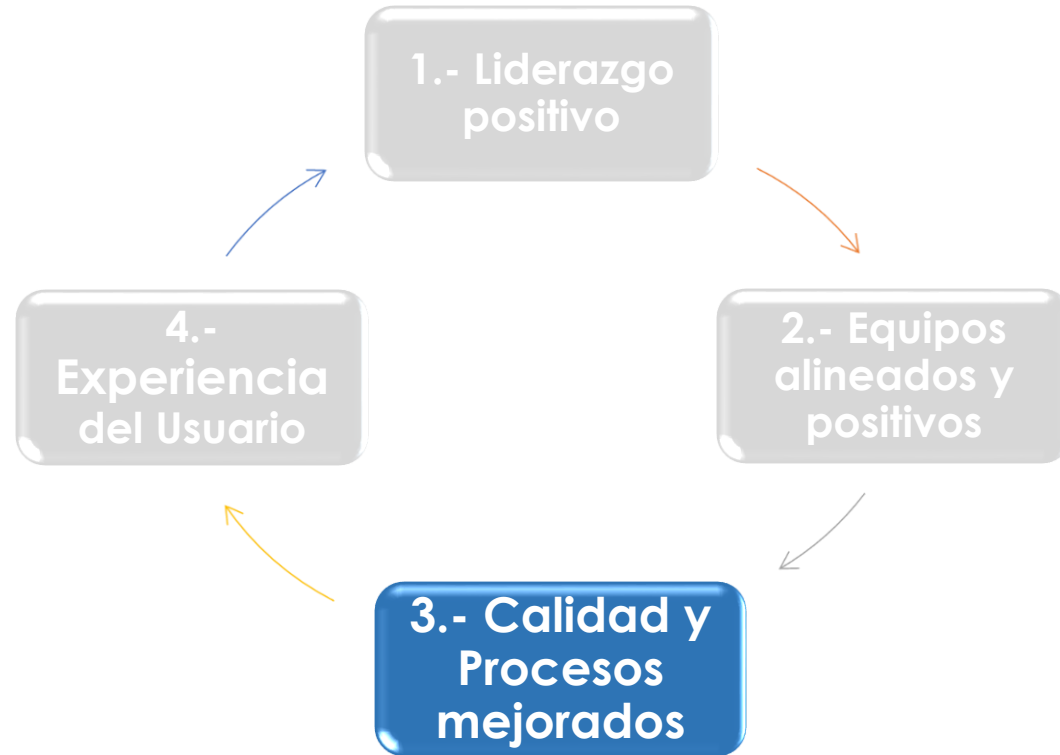 1.- Liderazgo
positivo
2.- Equipos
alineados y
positivos
3.- Calidad y
Procesos
mejorados
4.-
Experiencia
del Usuario